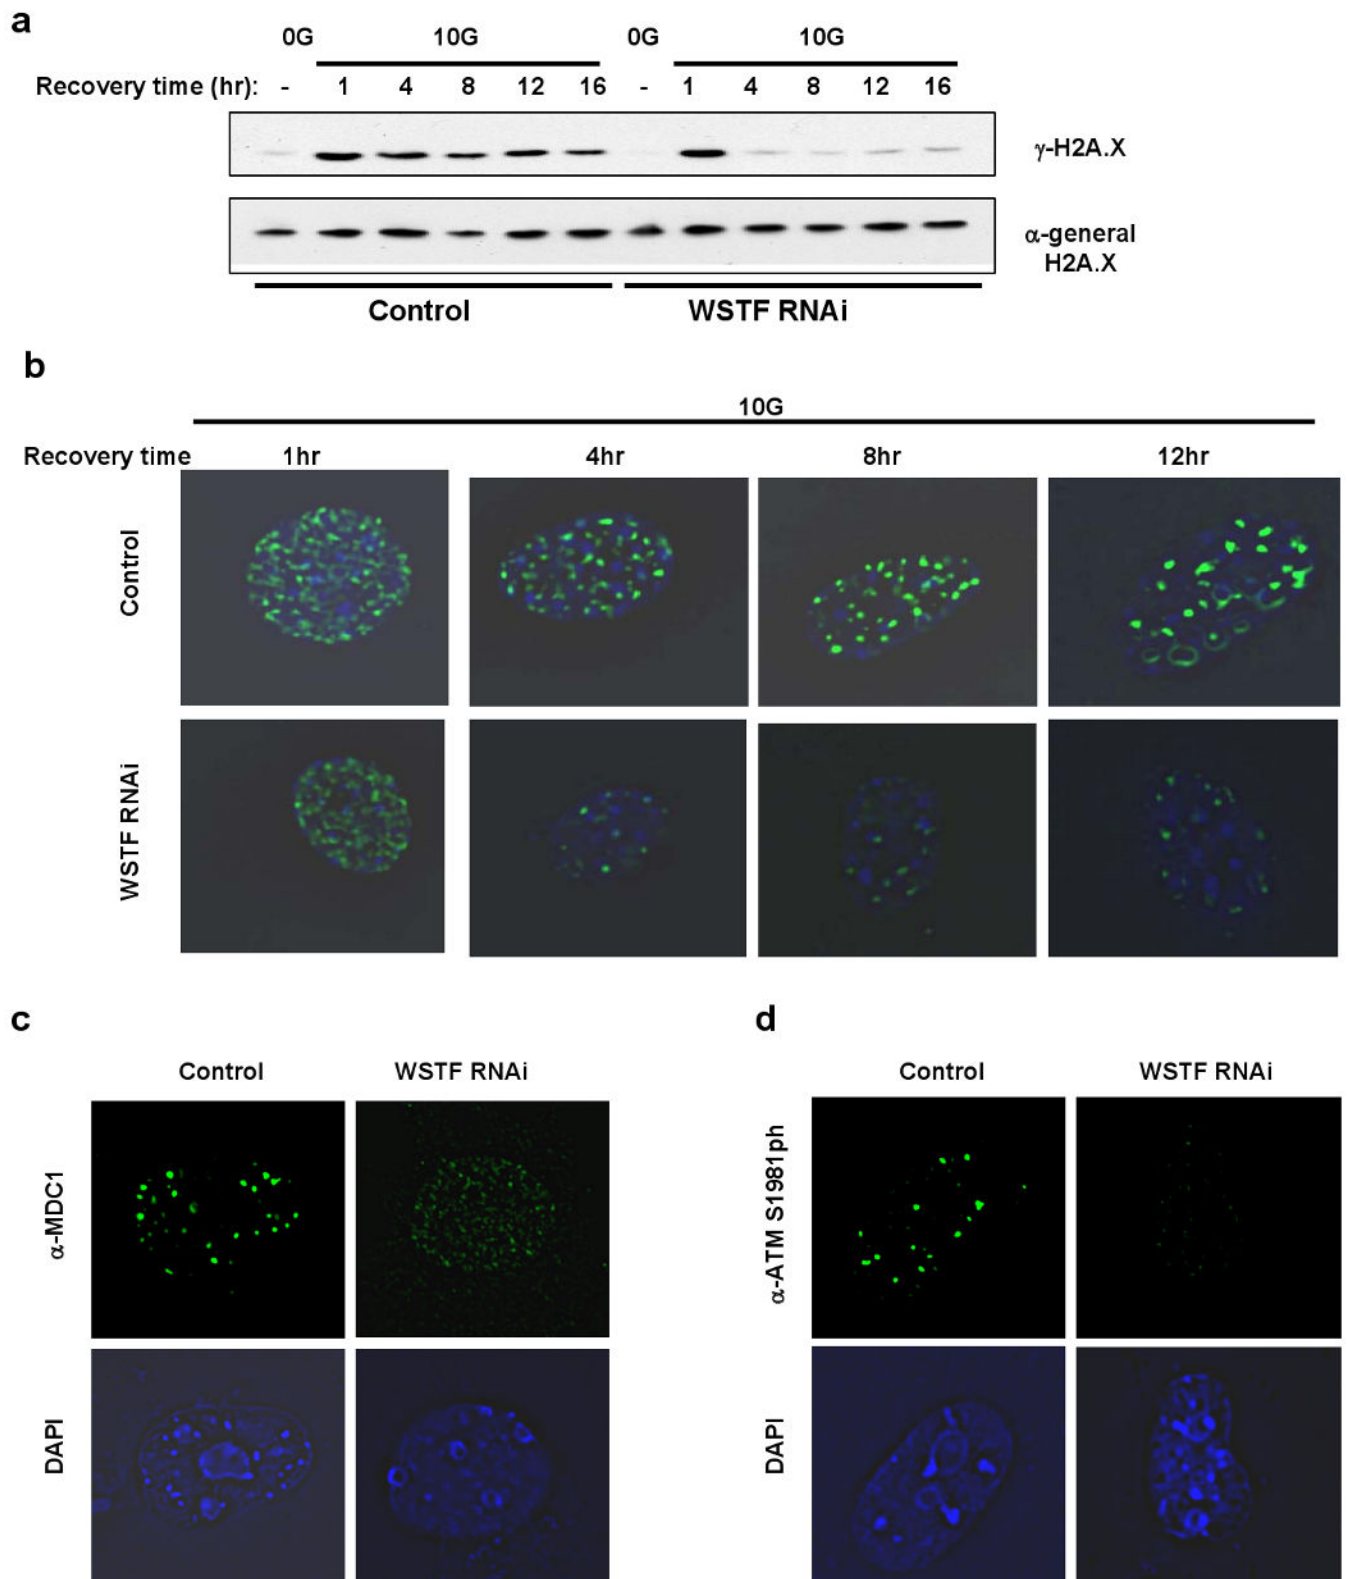 a
0G 10G 0G 10G
Recovery time (hr): - 1 4 8 12 16 - 1 4 8 12 16
γ-H2A.X
α-general
H2A.X
Control WSTF RNAi
b
10G
Recovery time 1hr 4hr 8hr 12hr
Control
WSTF RNAi
c
Control WSTF RNAi
α-MDC1
DAPI
d
Control WSTF RNAi
α-ATM S1981ph
DAPI